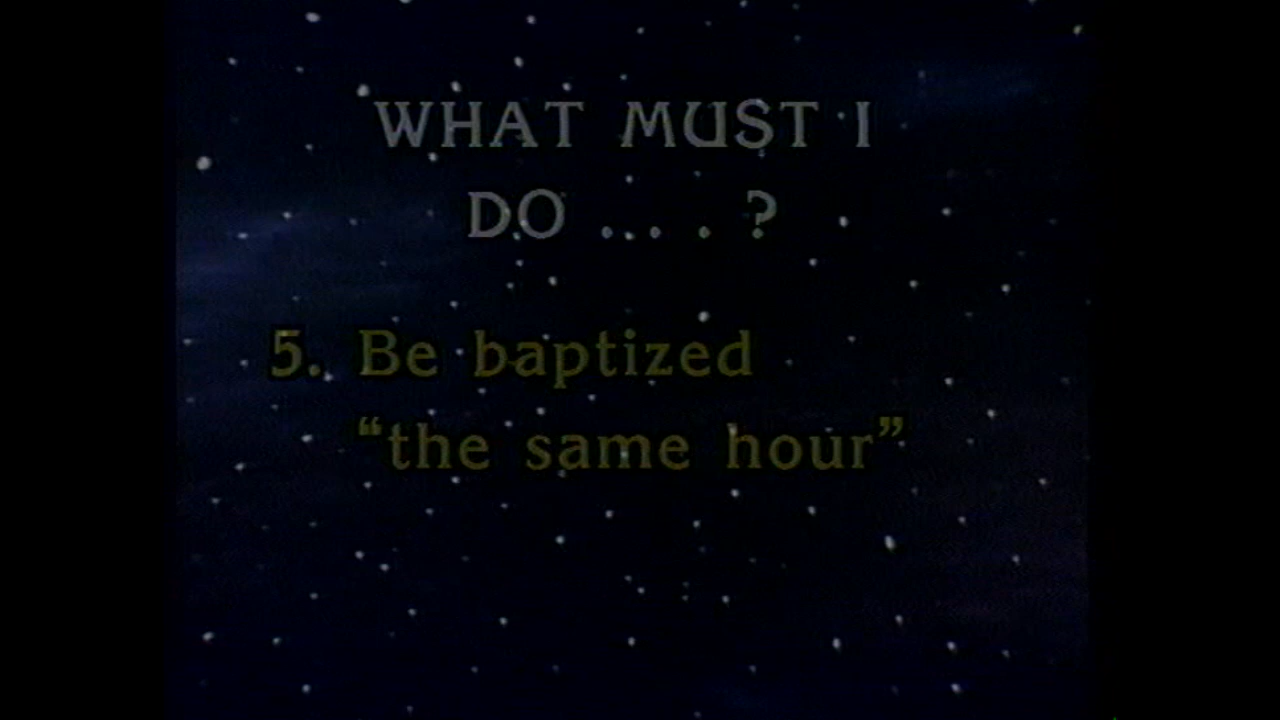 WHAT MUST I
DO ... . ?
5. Be baptized
“the same hour”